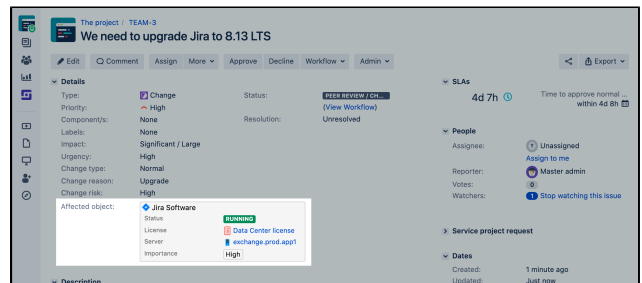 The project / TEAM-3
We need to upgrade Jira to 8.13 LTS
Edit Comment Assign More Approve Decline Workflow Admin Export
Details
Type: Change Status: PEER REVIEW / CH...
Priority: High (View Workflow)
Component/s: None Resolution: Unresolved
Labels: None
Impact: Significant / Large
Urgency: High
Change type: Normal
Change reason: Upgrade
Change risk: High
Affected object: Jira Software
Status RUNNING
License Data Center license
Server exchange.prod.app1
Importance High
Description
SLAs
4d 7h Time to approve normal ...
within 4d 8h
People
Assignee: Unassigned
Assign to me
Reporter: Master admin
Votes: 0
Watchers: 1 Stop watching this issue
Service project request
Dates
Created: 1 minute ago
Updated: Just now